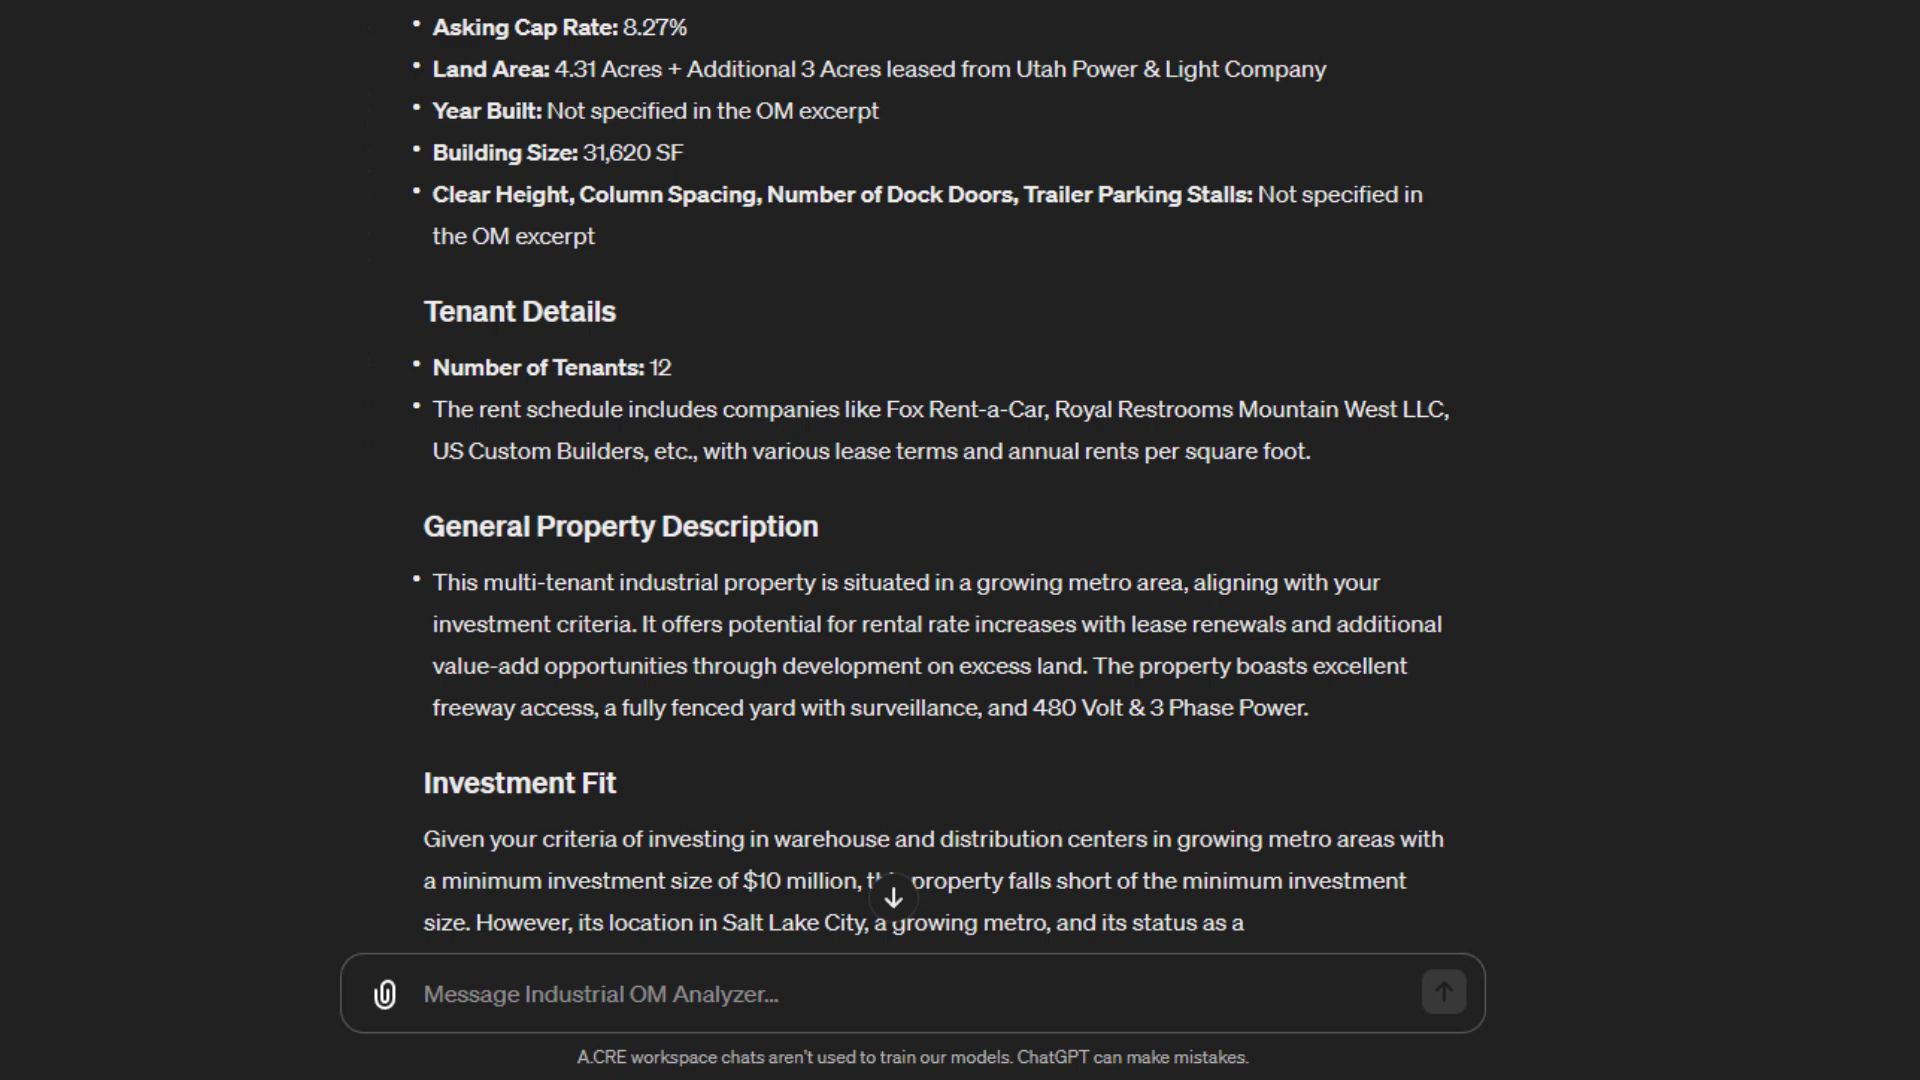 • Asking Cap Rate: 8.27%
• Land Area: 4.31 Acres + Additional 3 Acres leased from Utah Power & Light Company
• Year Built: Not specified in the OM excerpt
• Building Size: 31,620 SF
• Clear Height, Column Spacing, Number of Dock Doors, Trailer Parking Stalls: Not specified in
the OM excerpt
Tenant Details
• Number of Tenants: 12
• The rent schedule includes companies like Fox Rent-a-Car, Royal Restrooms Mountain West LLC,
US Custom Builders, etc., with various lease terms and annual rents per square foot.
General Property Description
• This multi-tenant industrial property is situated in a growing metro area, aligning with your
investment criteria. It offers potential for rental rate increases with lease renewals and additional
value-add opportunities through development on excess land. The property boasts excellent
freeway access, a fully fenced yard with surveillance, and 480 Volt & 3 Phase Power.
Investment Fit
Given your criteria of investing in warehouse and distribution centers in growing metro areas with
a minimum investment size of $10 million, property falls short of the minimum investment
size. However, its location in Salt Lake City, a growing metro, and its status as a
Message Industrial OM Analyzer...
A.CRE workspace chats aren't used to train our models. ChatGPT can make mistakes.